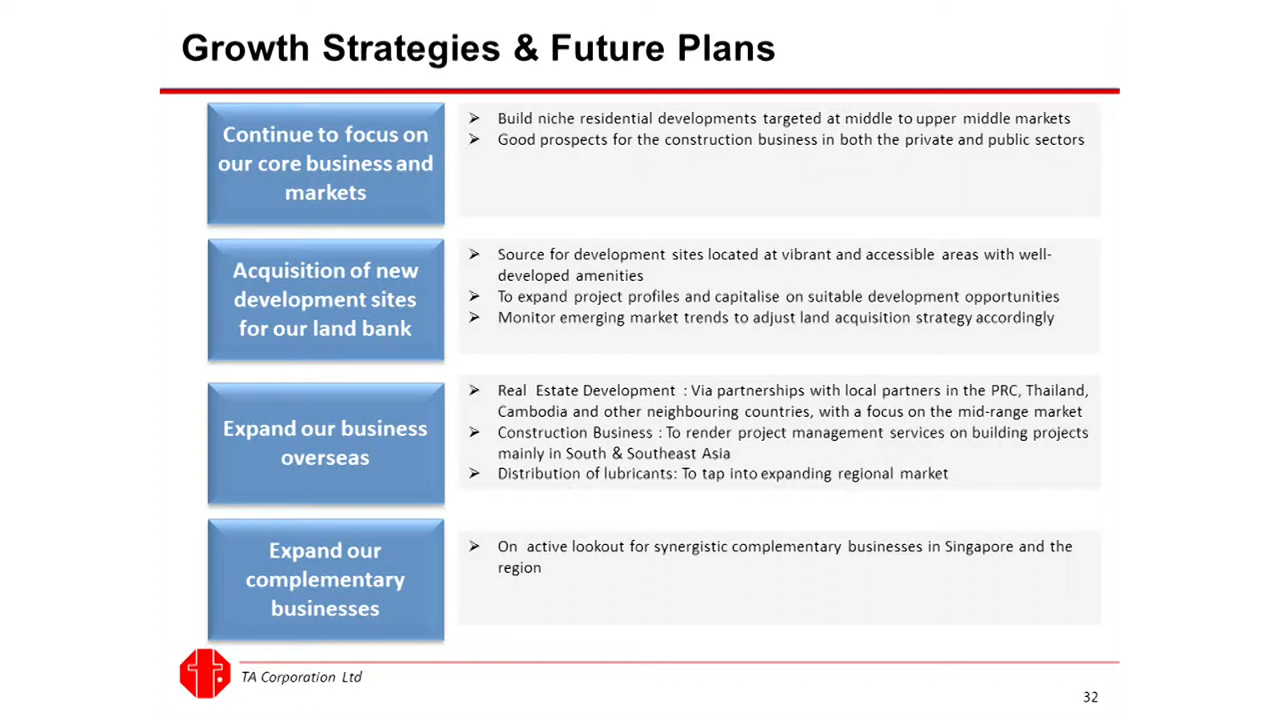 Growth Strategies & Future Plans
Continue to focus on
our core business and
markets
Build niche residential developments targeted at middle to upper middle markets
Good prospects for the construction business in both the private and public sectors
Acquisition of new
development sites
for our land bank
Source for development sites located at vibrant and accessible areas with well-
developed amenities
To expand project profiles and capitalise on suitable development opportunities
Monitor emerging market trends to adjust land acquisition strategy accordingly
Expand our business
overseas
Real Estate Development : Via partnerships with local partners in the PRC, Thailand,
Cambodia and other neighbouring countries, with a focus on the mid-range market
Construction Business : To render project management services on building projects
mainly in South & Southeast Asia
Distribution of lubricants: To tap into expanding regional market
Expand our
complementary
businesses
On active lookout for synergistic complementary businesses in Singapore and the
region
TA Corporation Ltd
32